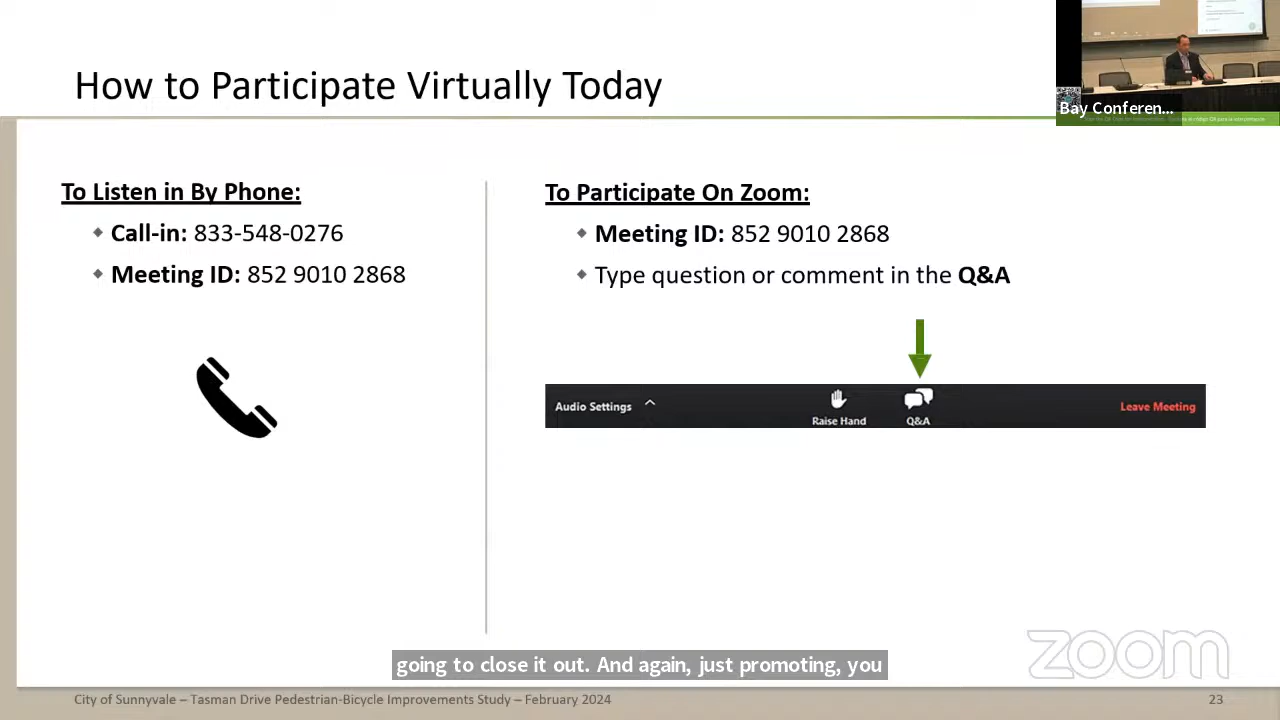 How to Participate Virtually Today
Bay Conferen...
To Listen in By Phone:
Call-in: 833-548-0276
Meeting ID: 852 9010 2868
To Participate On Zoom:
Meeting ID: 852 9010 2868
Type question or comment in the Q&A
Audio Settings
Raise Hand
Q&A
Leave Meeting
zoom
going to close it out. And again, just promoting, you
City of Sunnyvale – Tasman Drive Pedestrian-Bicycle Improvements Study – February 2024
23